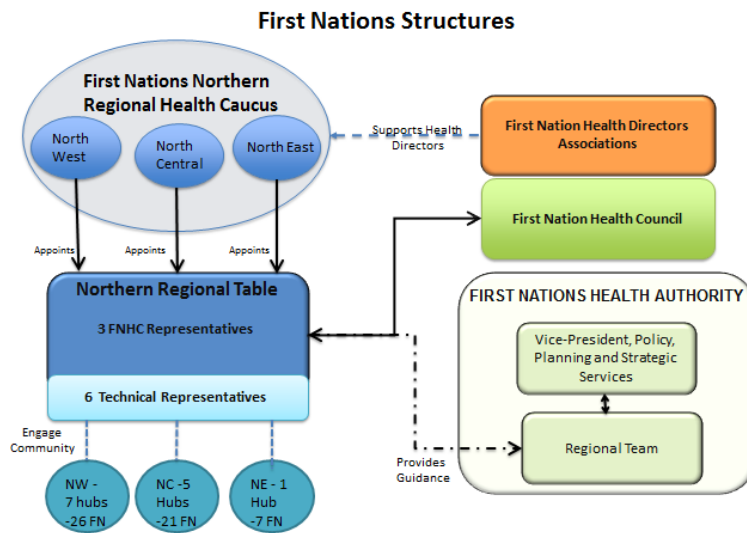 First Nations Structures
First Nations Northern
Regional Health Caucus
North
West
North
Central
North East
Supports Health
Directors
First Nation Health Directors
Associations
First Nation Health Council
Appoints
Appoints
Appoints
Northern Regional Table
3 FNHC Representatives
6 Technical Representatives
FIRST NATIONS HEALTH AUTHORITY
Vice-President, Policy,
Planning and Strategic
Services
Regional Team
Engage
Community
Provides
Guidance
NW -
7 hubs
-26 FN
NC -5
Hubs
-21 FN
NE - 1
Hub
-7 FN